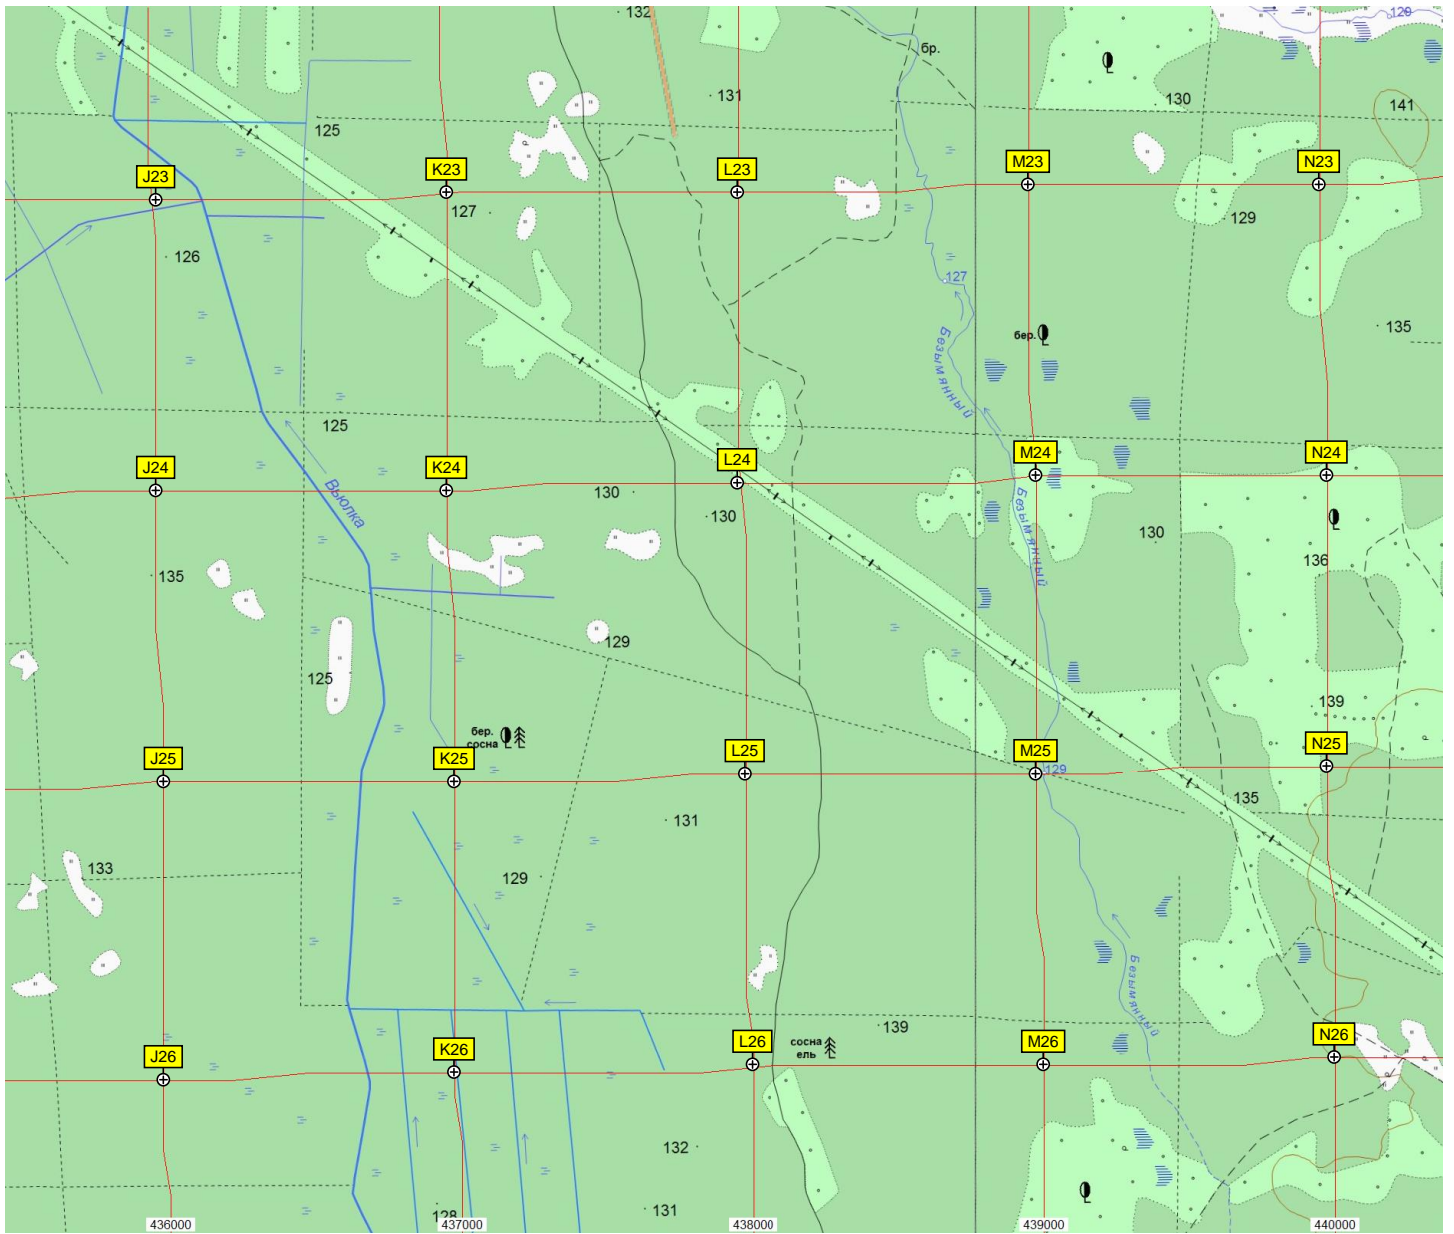 132
129
бр.
131
130
141
125
J23
K23
L23
M23
N23
127
129
126
127
135
бер.
Безымянный
125
J24
K24
L24
M24
N24
Вьюлка
130
130
Безымянный
130
136
135
129
125
139
бер.
сосна
J25
K25
L25
M25
N25
129
135
131
133
129
Безымянный
139
J26
K26
L26
сосна
ель
M26
N26
132
131
128
436000
437000
438000
439000
440000